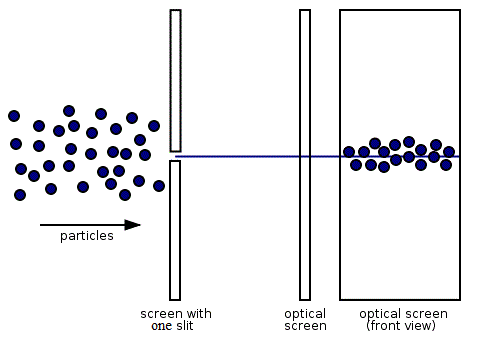 particles
screen with
one slit
optical
screen
optical screen
(front view)